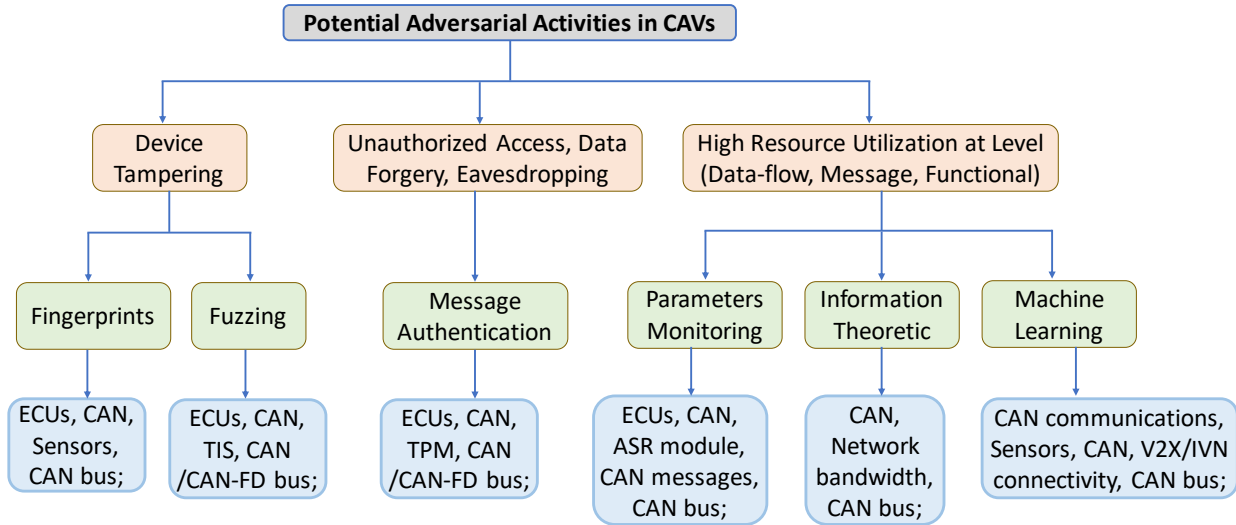 Potential Adversarial Activities in CAVs
Device
Tampering
Unauthorized Access, Data
Forgery, Eavesdropping
High Resource Utilization at Level
(Data-flow, Message, Functional)
Fingerprints
Fuzzing
Message
Authentication
Parameters
Monitoring
Information
Theoretic
Machine
Learning
ECUs, CAN,
Sensors,
CAN bus;
ECUs, CAN,
TIS, CAN
/CAN-FD bus;
ECUs, CAN,
TPM, CAN
/CAN-FD bus;
ECUs, CAN,
ASR module,
CAN messages,
CAN bus;
CAN,
Network
bandwidth,
CAN bus;
CAN communications,
Sensors, CAN, V2X/IVN
connectivity, CAN bus;